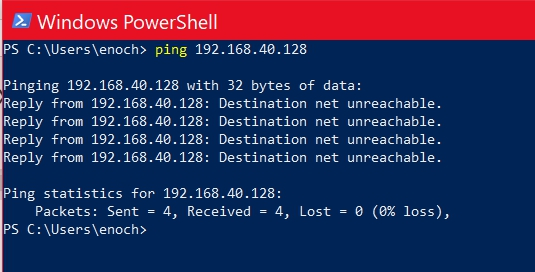 Windows PowerShell
PS C:\Users\enoch> ping 192.168.40.128
Pinging 192.168.40.128 with 32 bytes of data:
Reply from 192.168.40.128: Destination net unreachable.
Reply from 192.168.40.128: Destination net unreachable.
Reply from 192.168.40.128: Destination net unreachable.
Reply from 192.168.40.128: Destination net unreachable.
Ping statistics for 192.168.40.128:
    Packets: Sent = 4, Received = 4, Lost = 0 (0% loss),
PS C:\Users\enoch>